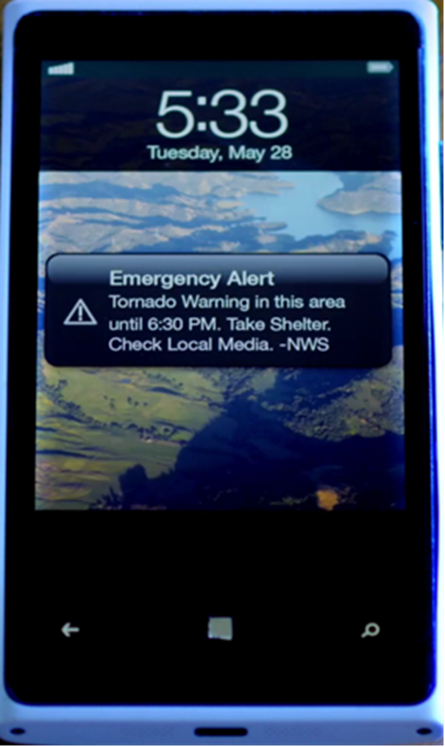 5:33
Tuesday, May 28
Emergency Alert
Tornado Warning in this area
until 6:30 PM. Take Shelter.
Check Local Media. -NWS